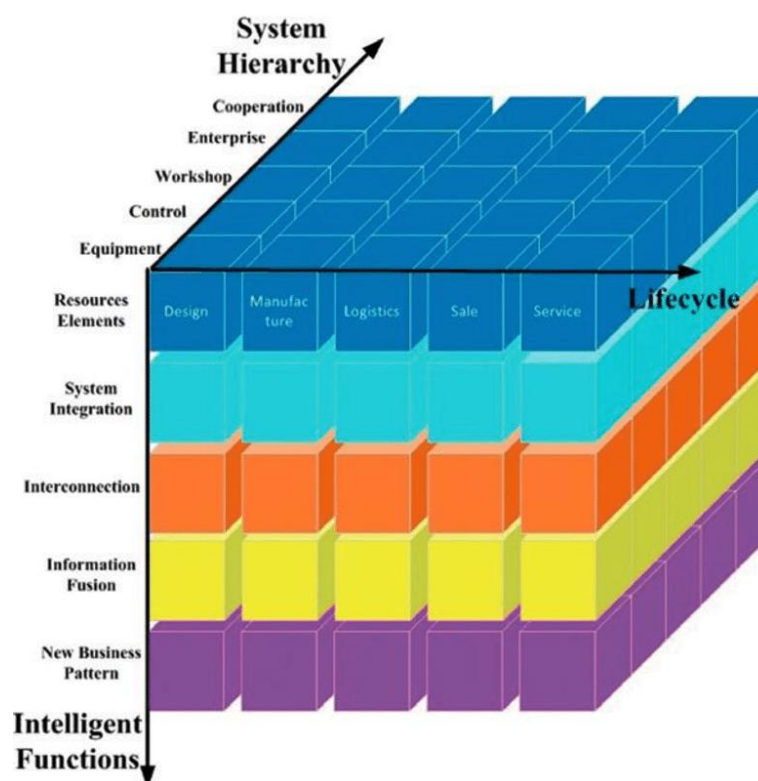 System
Hierarchy
Cooperation
Enterprise
Workshop
Control
Equipment
Lifecycle
Resources
Elements
Design
Manufac
ture
Logistics
Sale
Service
System
Integration
Interconnection
Information
Fusion
New Business
Pattern
Intelligent
Functions